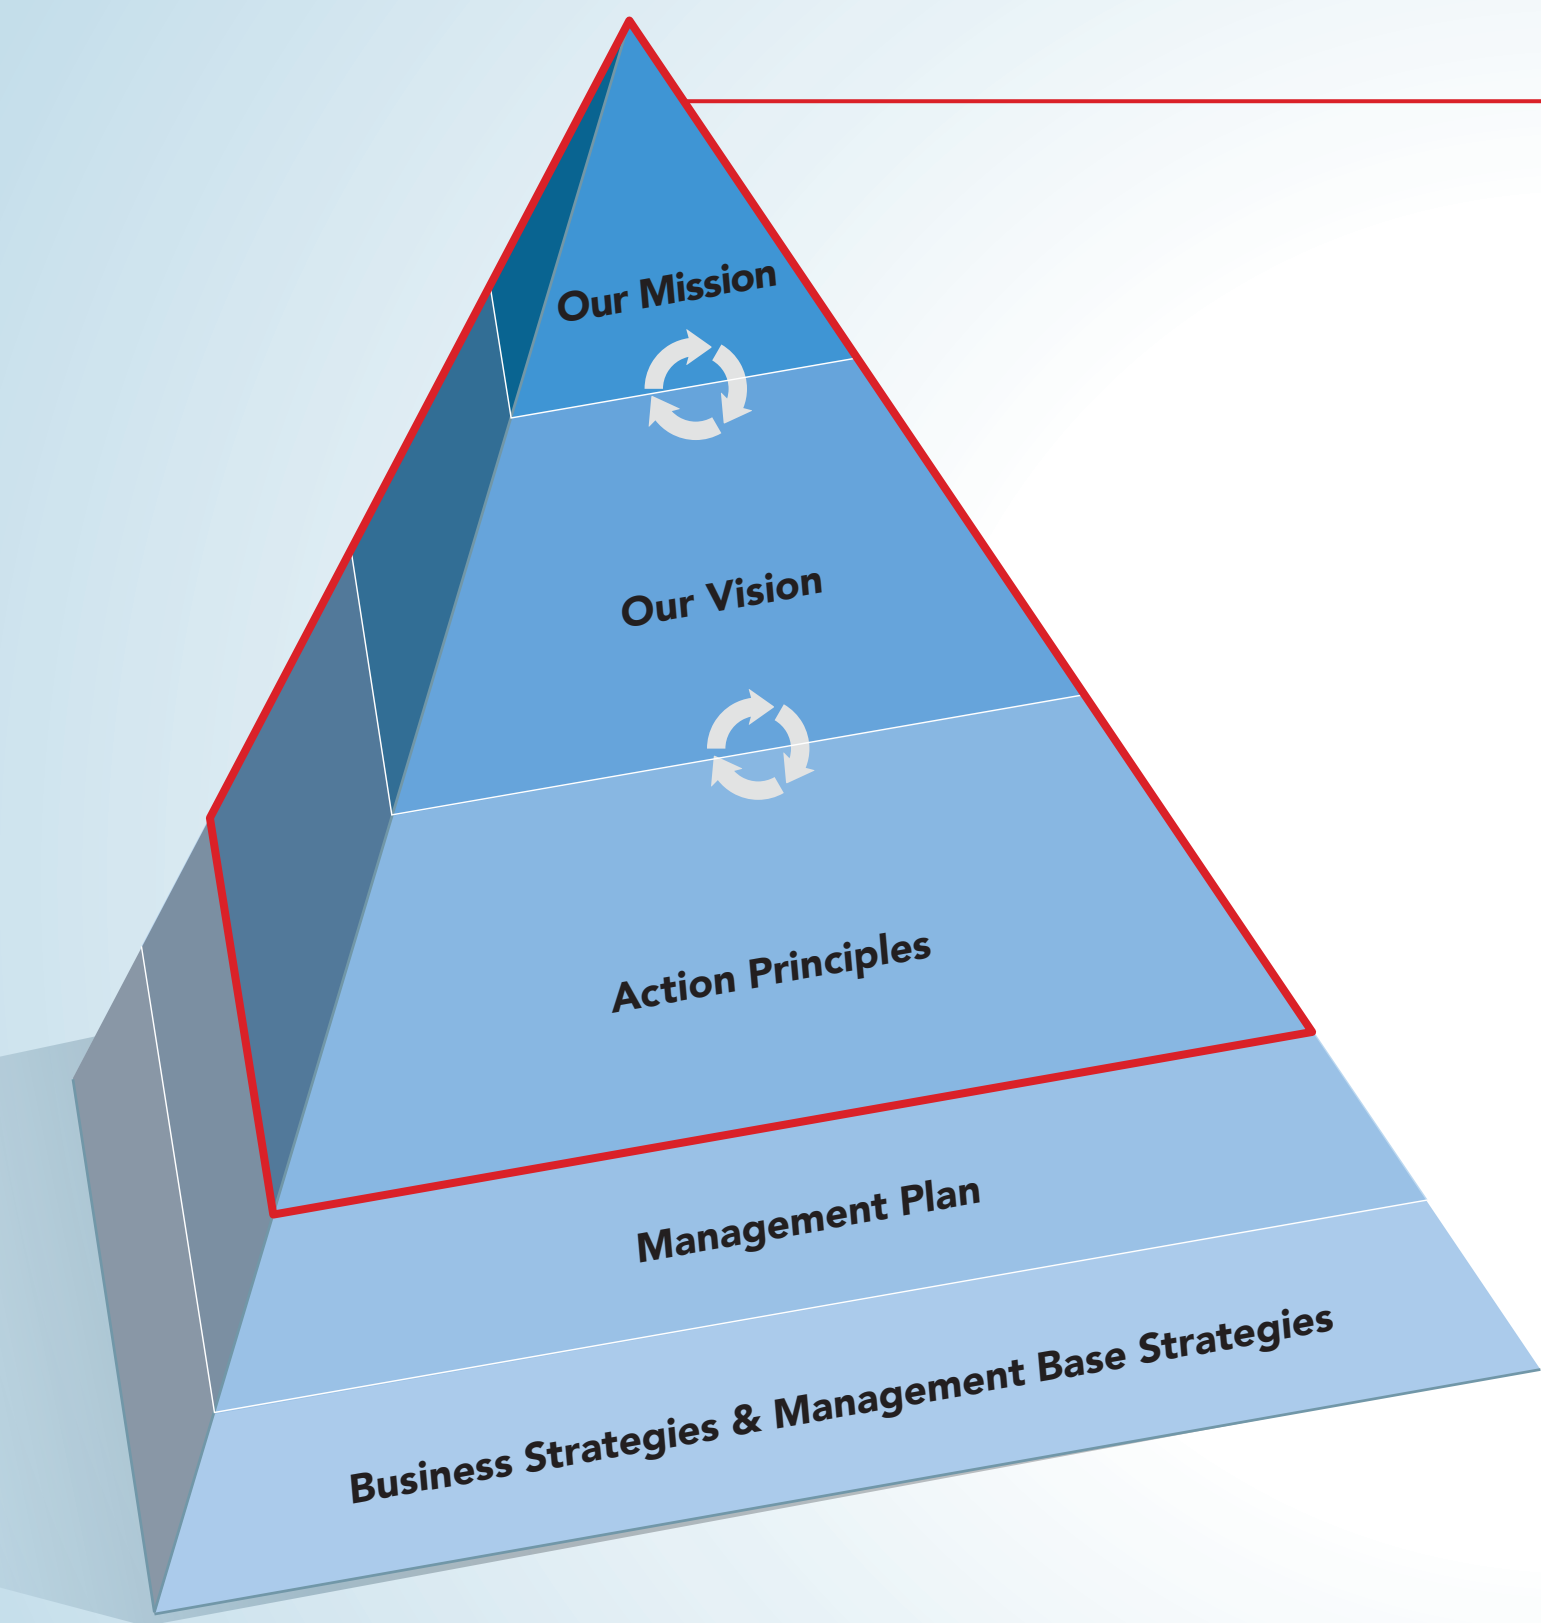 Our Mission
Our Vision
Action Principles
Management Plan
Business Strategies & Management Base Strategies